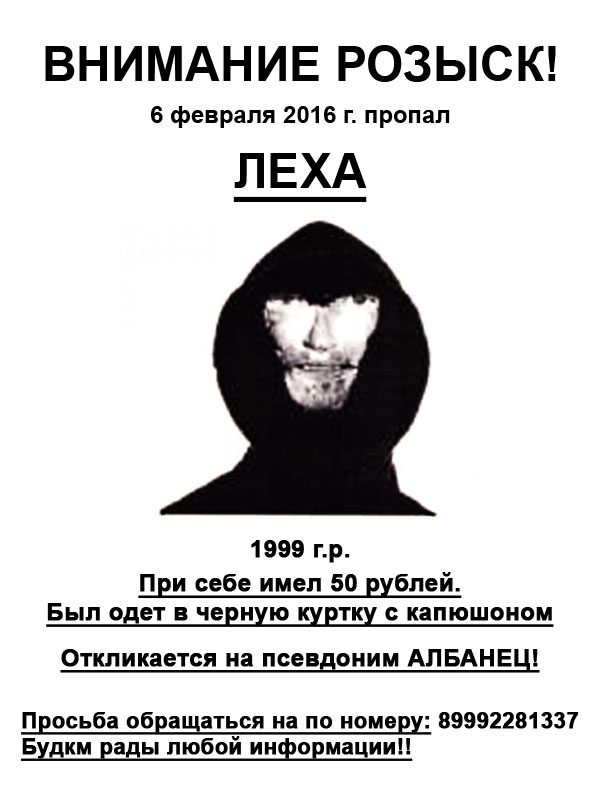 ВНИМАНИЕ РОЗЫСК!
6 февраля 2016 г. пропал
ЛЕХА
1999 г.р.
При себе имел 50 рублей.
Был одет в черную куртку с капюшоном
Откликается на псевдоним АЛБАНЕЦ!
Просьба обращаться на по номеру: 89992281337
Будкм рады любой информации!!